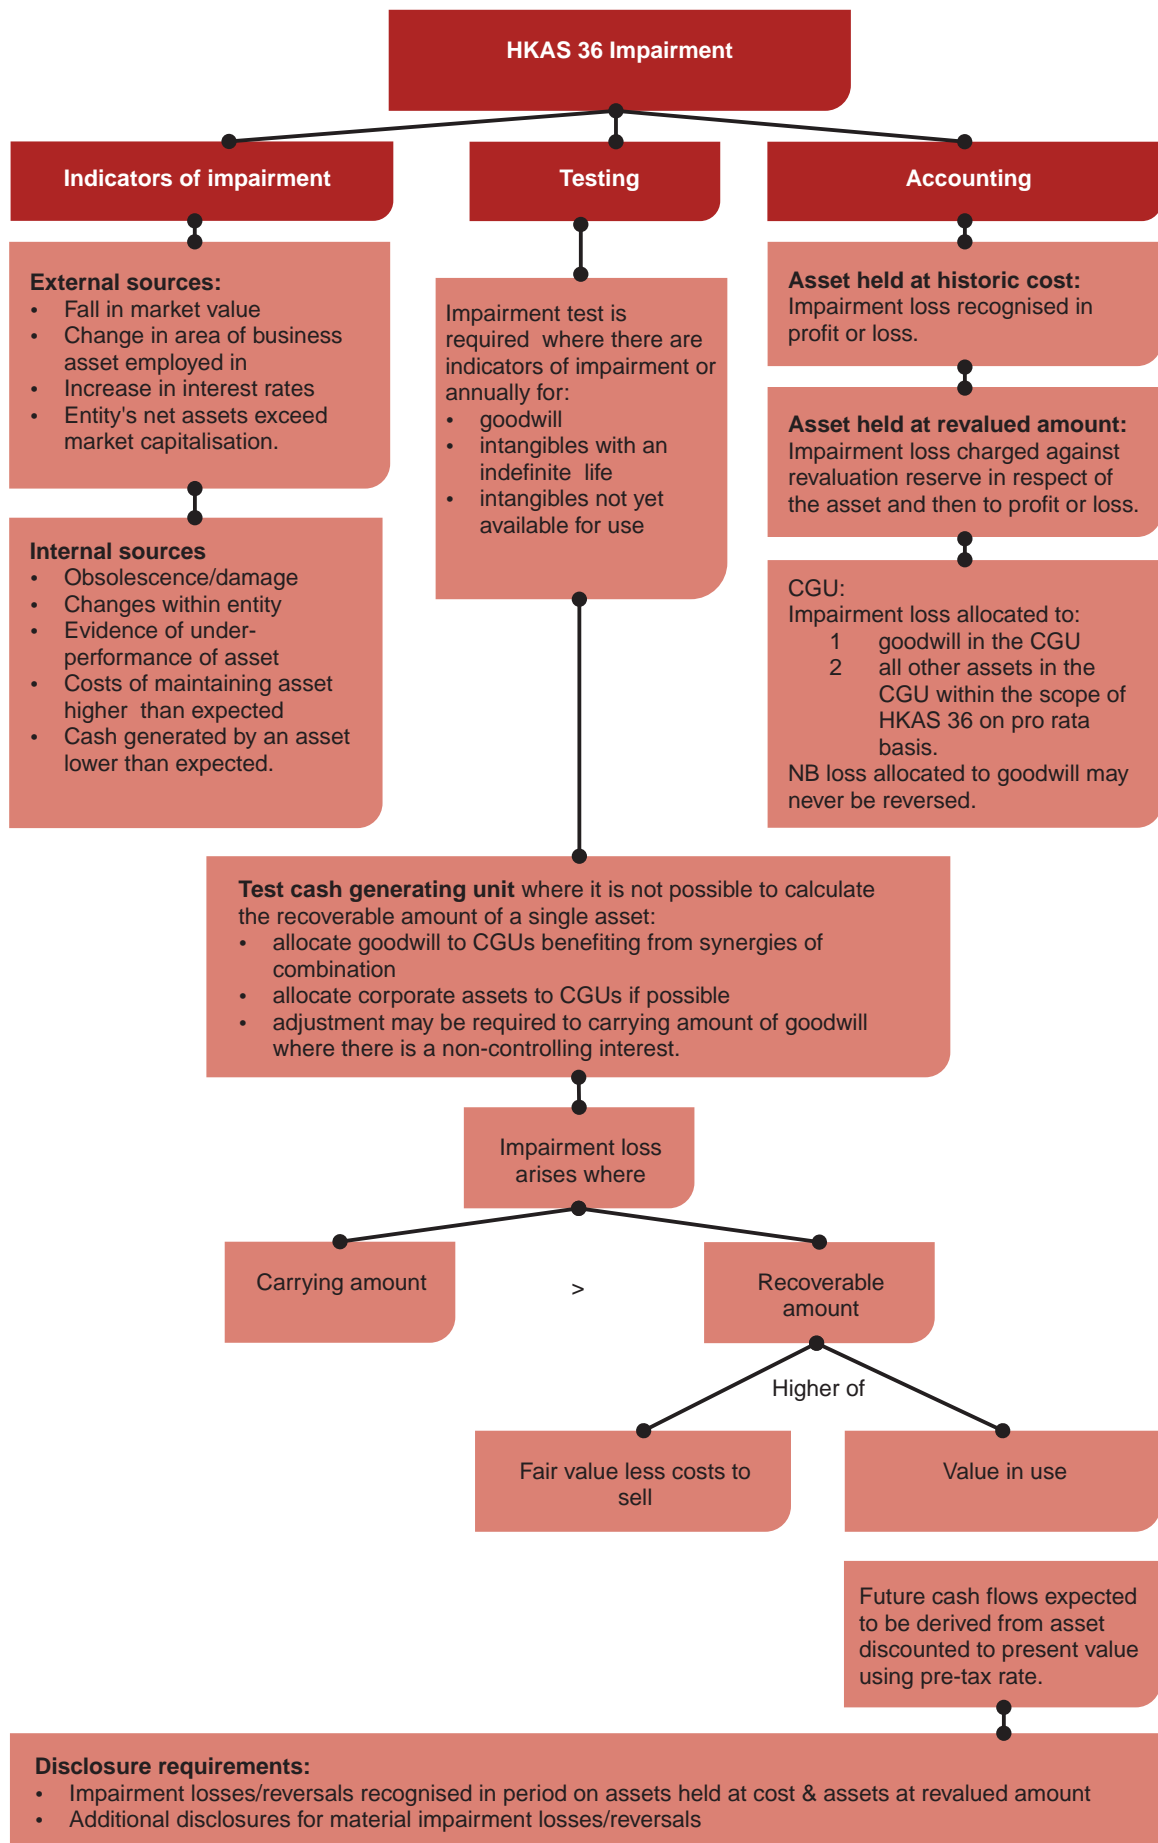 HKAS 36 Impairment
Indicators of impairment
External sources:
• Fall in market value
• Change in area of business
asset employed in
• Increase in interest rates
• Entity's net assets exceed
market capitalisation.
Internal sources
• Obsolescence/damage
• Changes within entity
• Evidence of under-
performance of asset
• Costs of maintaining asset
higher than expected
• Cash generated by an asset
lower than expected.
Testing
Impairment test is
required where there are
indicators of impairment or
annually for:
• goodwill
• intangibles with an
indefinite life
• intangibles not yet
available for use
Accounting
Asset held at historic cost:
Impairment loss recognised in
profit or loss.
Asset held at revalued amount:
Impairment loss charged against
revaluation reserve in respect of
the asset and then to profit or loss.
CGU:
Impairment loss allocated to:
1 goodwill in the CGU
2 all other assets in the
CGU within the scope of
HKAS 36 on pro rata
basis.
NB loss allocated to goodwill may
never be reversed.
Test cash generating unit where it is not possible to calculate
the recoverable amount of a single asset:
• allocate goodwill to CGUs benefiting from synergies of
combination
• allocate corporate assets to CGUs if possible
• adjustment may be required to carrying amount of goodwill
where there is a non-controlling interest.
Impairment loss
arises where
Carrying amount
>
Recoverable
amount
Higher of
Fair value less costs to
sell
Value in use
Future cash flows expected
to be derived from asset
discounted to present value
using pre-tax rate.
Disclosure requirements:
• Impairment losses/reversals recognised in period on assets held at cost & assets at revalued amount
• Additional disclosures for material impairment losses/reversals